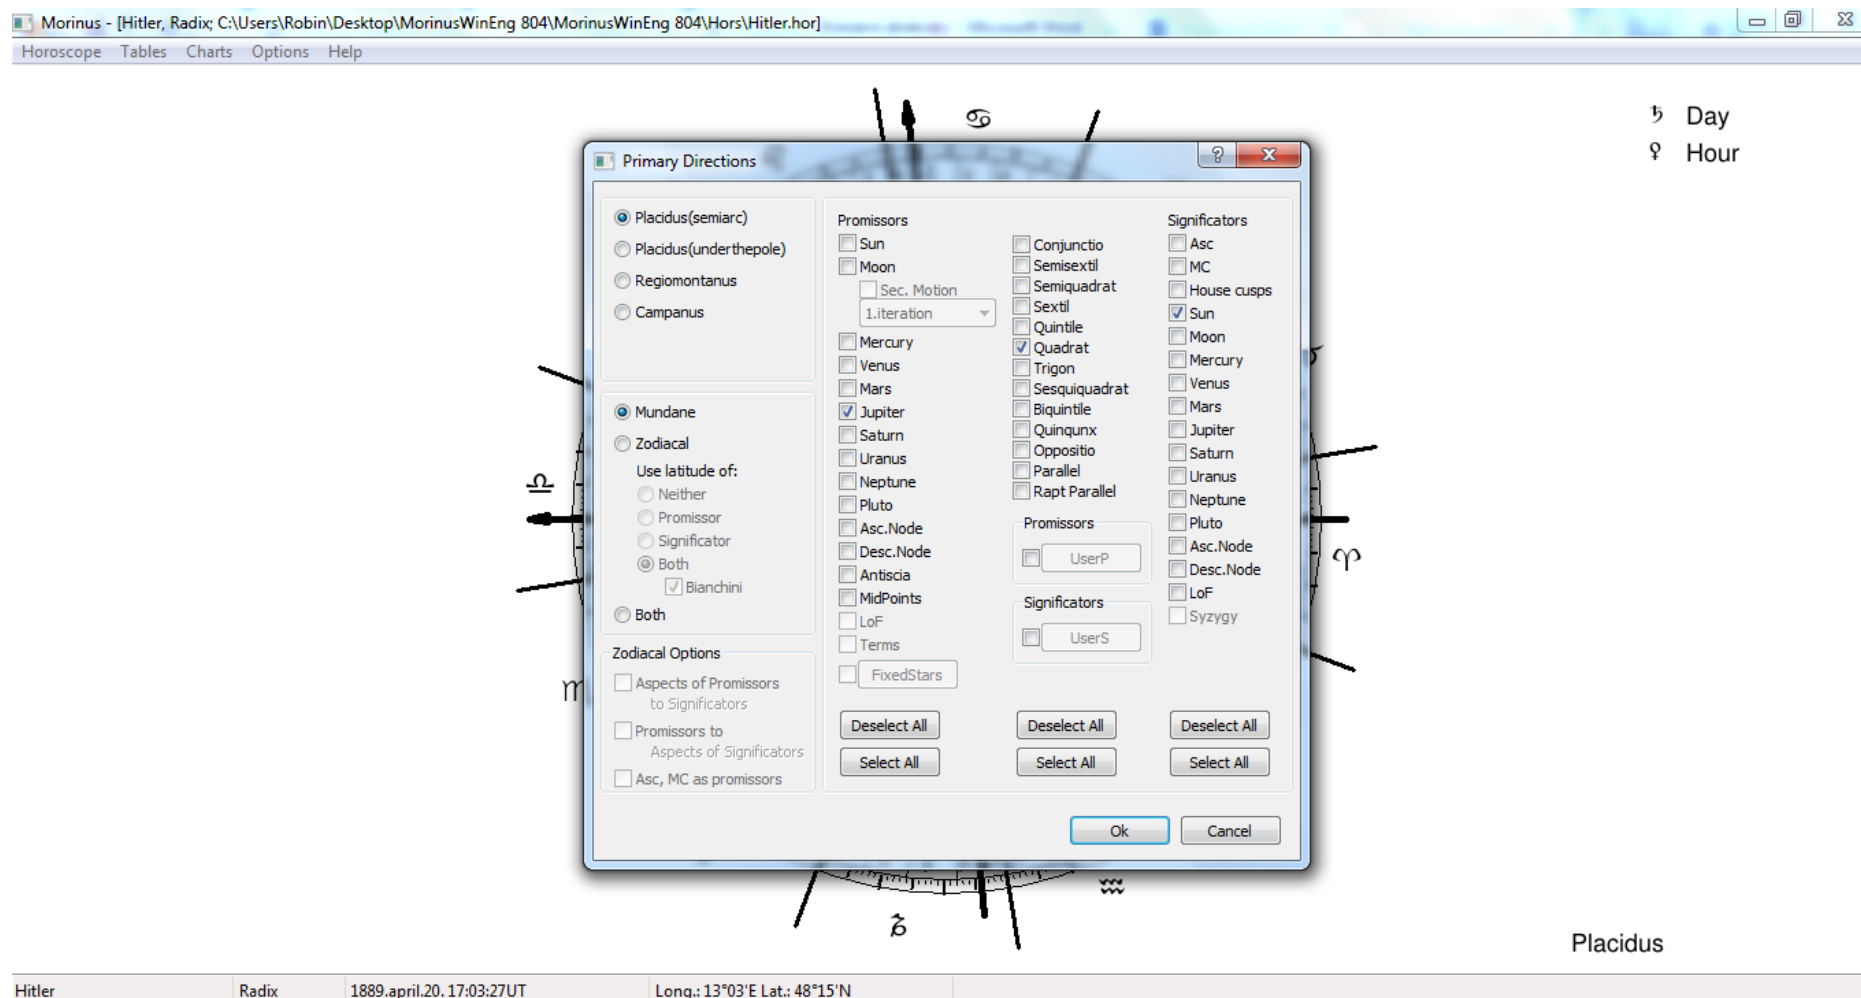 Morinus - [Hitler, Radix; C:\Users\Robin\Desktop\MorinusWinEng 804\MorinusWinEng 804\Hors\Hitler.hor]
Horoscope Tables Charts Options Help
♄ Day
♀ Hour
Primary Directions
Placidus(semiarc)
Placidus(underthepole)
Regiomontanus
Campanus
Mundane
Zodiacal
Use latitude of:
Neither
Promissor
Significator
Both
Bianchini
Both
Zodiacal Options
Aspects of Promissors
to Significators
Promissors to
Aspects of Significators
Asc, MC as promissors
Promissors
Sun
Moon
Sec. Motion
1.iteration
Mercury
Venus
Mars
Jupiter
Saturn
Uranus
Neptune
Pluto
Asc.Node
Desc.Node
Antiscia
MidPoints
LoF
Terms
FixedStars
Deselect All
Select All
Conjunctio
Semisextil
Semiquadrat
Sextil
Quintile
Quadrat
Trigon
Sesquiquadrat
Biquintile
Quinqunx
Oppositio
Parallel
Rapt Parallel
Promissors
UserP
Significators
UserS
Deselect All
Select All
Significators
Asc
MC
House cusps
Sun
Moon
Mercury
Venus
Mars
Jupiter
Saturn
Uranus
Neptune
Pluto
Asc.Node
Desc.Node
LoF
Syzygy
Deselect All
Select All
Ok Cancel
Placidus
Hitler Radix 1889.april.20. 17:03:27UT Long.: 13°03'E Lat.: 48°15'N